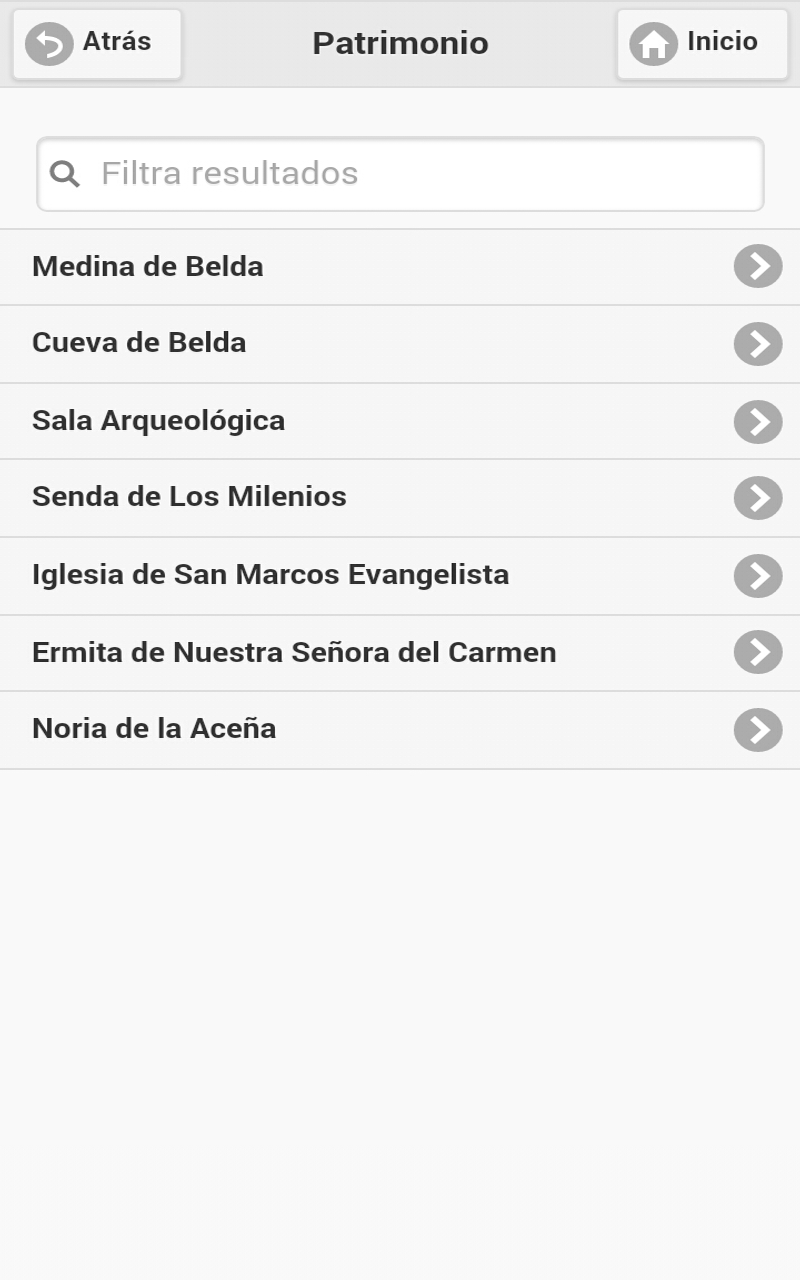 Atrás
Patrimonio
Inicio
Filtra resultados
Medina de Belda
Cueva de Belda
Sala Arqueológica
Senda de Los Milenios
Iglesia de San Marcos Evangelista
Ermita de Nuestra Señora del Carmen
Noria de la Aceña